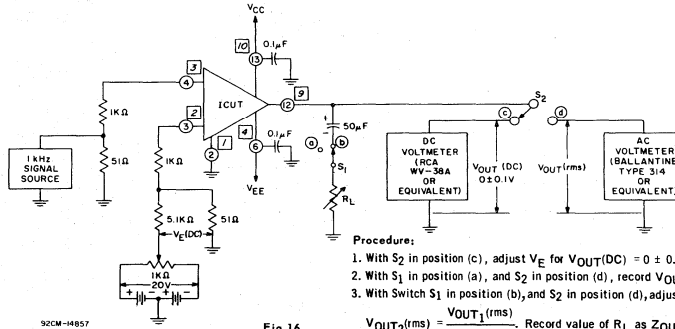 VCC
10
13
0.1µF
3
4
ICUT
9
12
1KΩ
2
3
1
2
4
6
0.1µF
VEE
1KΩ
51Ω
1 kHz
SIGNAL
SOURCE
5.1KΩ
51Ω
VE(DC)
1KΩ
20V
+
50µF
a
b
S1
RL
S2
c
d
DC
VOLTMETER
(RCA
WV-38A
OR
EQUIVALENT)
VOUT (DC)
0±0.1V
VOUT(rms)
AC
VOLTMETER
(BALLANTINE
TYPE 314
OR
EQUIVALENT)
Procedure:
1. With S2 in position (c), adjust VE for VOUT(DC) = 0 ± 0.
2. With S1 in position (a), and S2 in position (d), record VOU
3. With Switch S1 in position (b), and S2 in position (d), adjus
VOUT2(rms) = VOUT1(rms) . Record value of RL as ZOU
92CM-14857